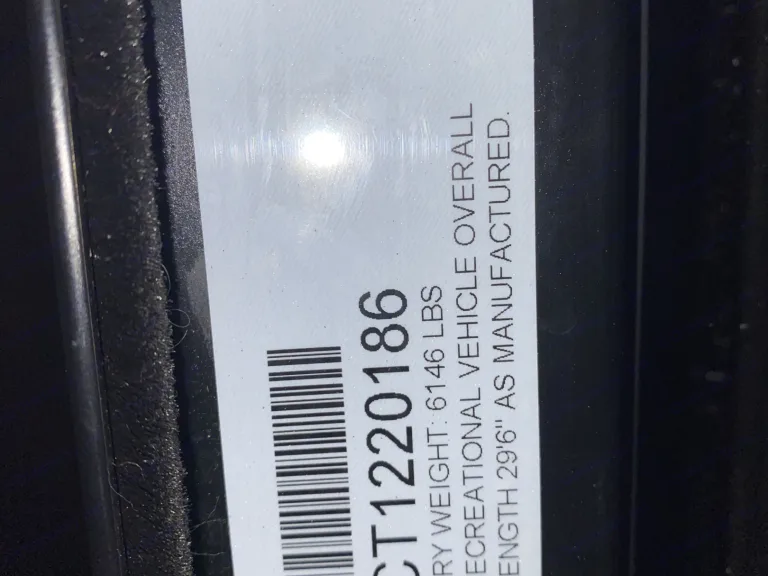 CT1220186
RY WEIGHT: 6146 LBS
ECREATIONAL VEHICLE OVERALL
ENGTH 29'6" AS MANUFACTURED.